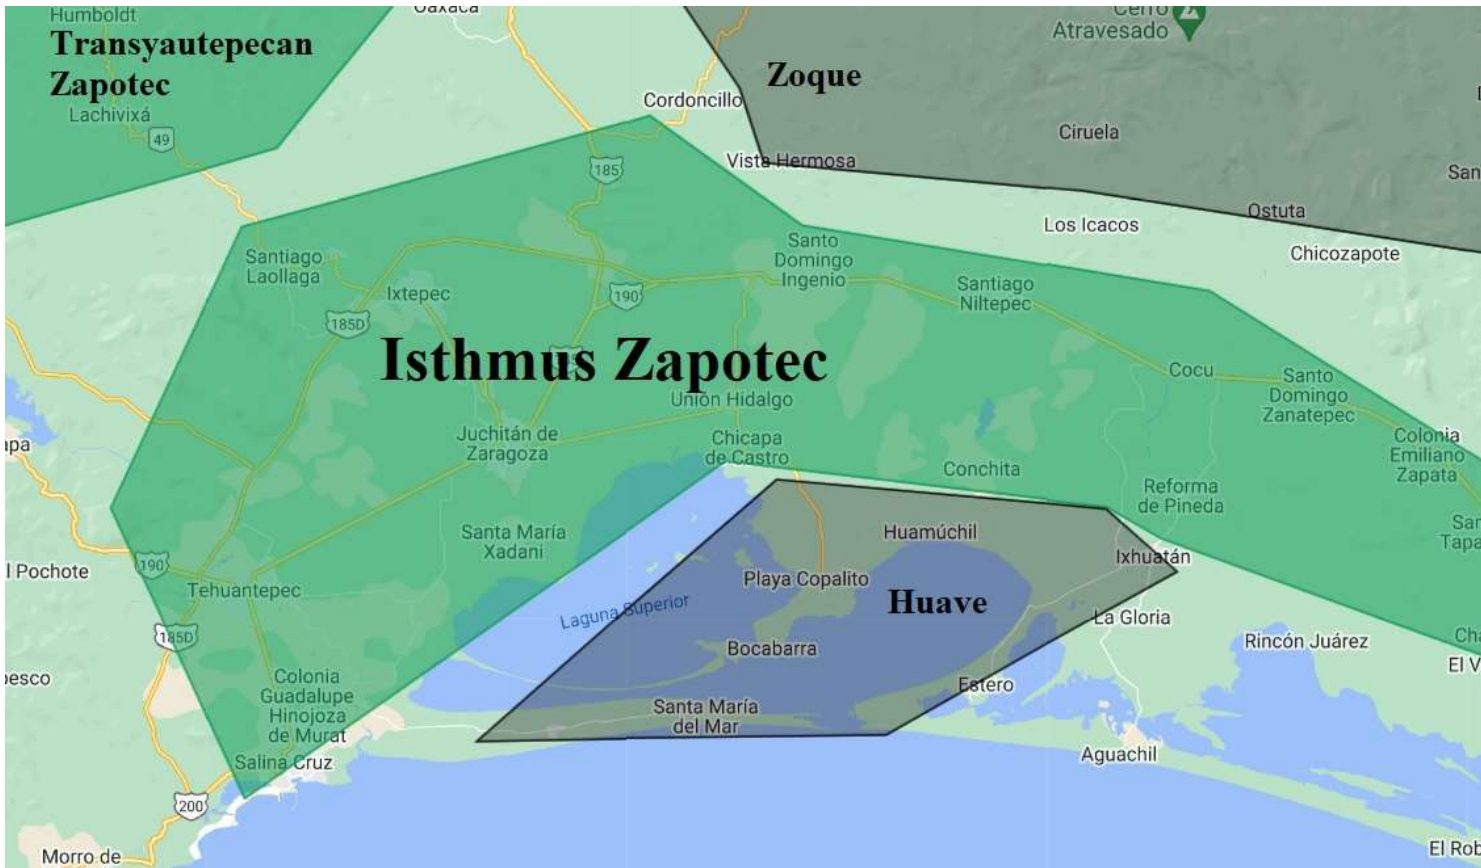 Humboldt
Oaxaca
Cerro
Atravesado
Transyautepecan
Zapotec
Zoque
Lachivixá
Cordoncillo
49
Ciruela
185
Vista Hermosa
San
Ostuta
Los Icacos
Chicozapote
Santiago
Laollaga
Santo
Domingo
Ingenio
Ixtepec
190
Santiago
Niltepec
185D
Isthmus Zapotec
Unión Hidalgo
Cocu
Santo
Domingo
Zanatepec
Juchitán de
Zaragoza
Chicapa
de Castro
Conchita
Colonia
Emiliano
Zapata
apa
Reforma
de Pineda
Santa María
Xadani
Huamúchil
San
Tapa
190
l Pochote
Tehuantepec
Playa Copalito
Ixhuatán
Laguna Superior
Huave
La Gloria
185D
Bocabarra
Rincón Juárez
Cha
El V
pesco
Colonia
Guadalupe
Hinojoza
de Murat
Estero
Santa María
del Mar
Salina Cruz
Aguachil
200
Morro de
El Rob